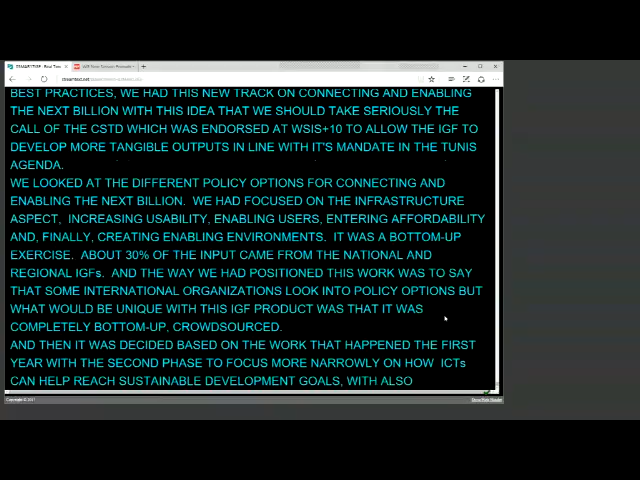 streamtext.net
BEST PRACTICES, WE HAD THIS NEW TRACK ON CONNECTING AND ENABLING
THE NEXT BILLION WITH THIS IDEA THAT WE SHOULD TAKE SERIOUSLY THE
CALL OF THE CSTD WHICH WAS ENDORSED AT WSIS+10 TO ALLOW THE IGF TO
DEVELOP MORE TANGIBLE OUTPUTS IN LINE WITH IT'S MANDATE IN THE TUNIS
AGENDA.
WE LOOKED AT THE DIFFERENT POLICY OPTIONS FOR CONNECTING AND
ENABLING THE NEXT BILLION. WE HAD FOCUSED ON THE INFRASTRUCTURE
ASPECT, INCREASING USABILITY, ENABLING USERS, ENTERING AFFORDABILITY
AND, FINALLY, CREATING ENABLING ENVIRONMENTS. IT WAS A BOTTOM-UP
EXERCISE. ABOUT 30% OF THE INPUT CAME FROM THE NATIONAL AND
REGIONAL IGFs. AND THE WAY WE HAD POSITIONED THIS WORK WAS TO SAY
THAT SOME INTERNATIONAL ORGANIZATIONS LOOK INTO POLICY OPTIONS BUT
WHAT WOULD BE UNIQUE WITH THIS IGF PRODUCT WAS THAT IT WAS
COMPLETELY BOTTOM-UP, CROWDSOURCED.
AND THEN IT WAS DECIDED BASED ON THE WORK THAT HAPPENED THE FIRST
YEAR WITH THE SECOND PHASE TO FOCUS MORE NARROWLY ON HOW ICTs
CAN HELP REACH SUSTAINABLE DEVELOPMENT GOALS, WITH ALSO